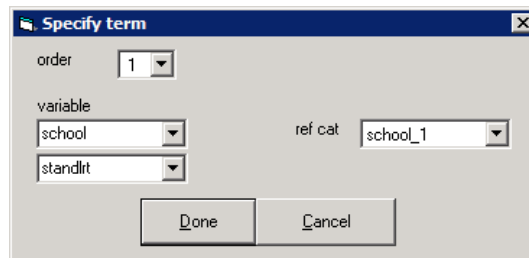 Specify term
order 1
variable
school ref cat school_1
standlrt
Done Cancel